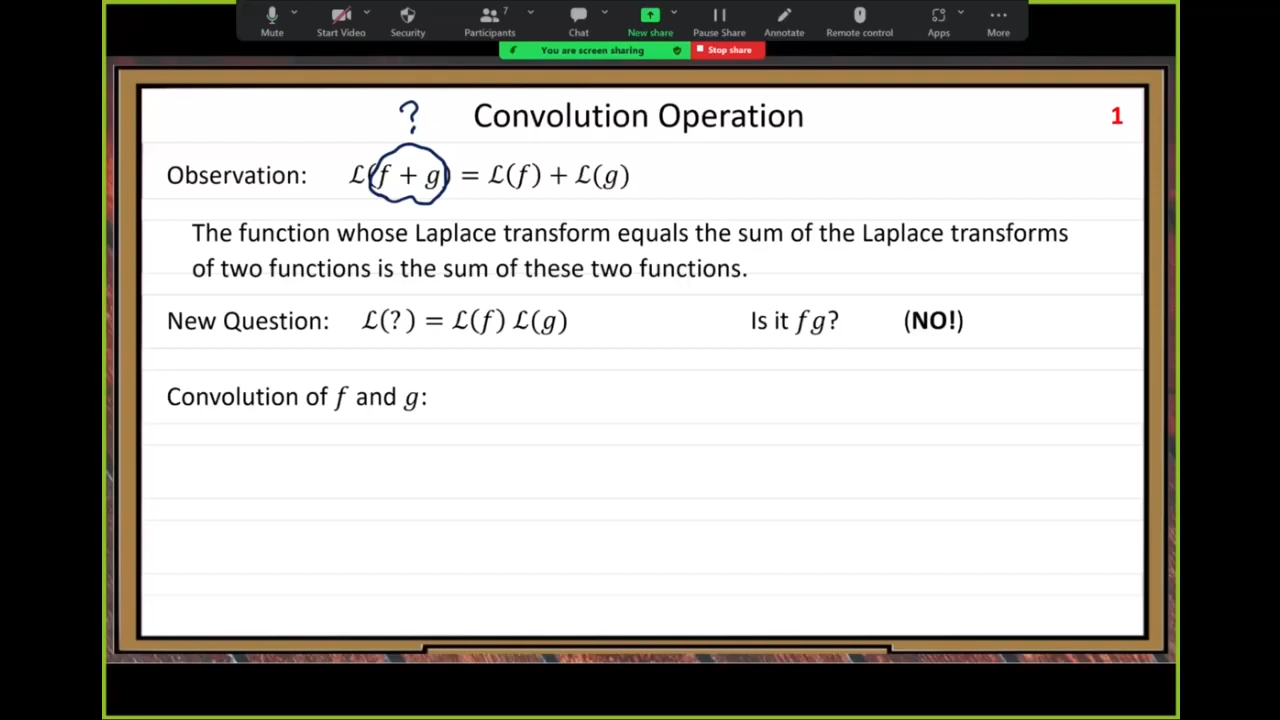 Mute
Start Video
Security
Participants 7
Chat
New share
Pause Share
Annotate
Remote control
Apps
More
You are screen sharing
Stop share
?
Convolution Operation
1
Observation: ℒ(f + g) = ℒ(f) + ℒ(g)
The function whose Laplace transform equals the sum of the Laplace transforms
of two functions is the sum of these two functions.
New Question: ℒ(?) = ℒ(f) ℒ(g) Is it fg? (NO!)
Convolution of f and g: